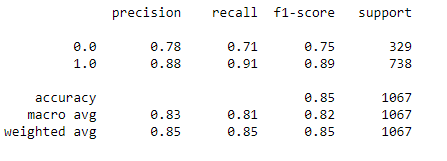 precision recall f1-score support
0.0 0.78 0.71 0.75 329
1.0 0.88 0.91 0.89 738
accuracy 0.85 1067
macro avg 0.83 0.81 0.82 1067
weighted avg 0.85 0.85 0.85 1067